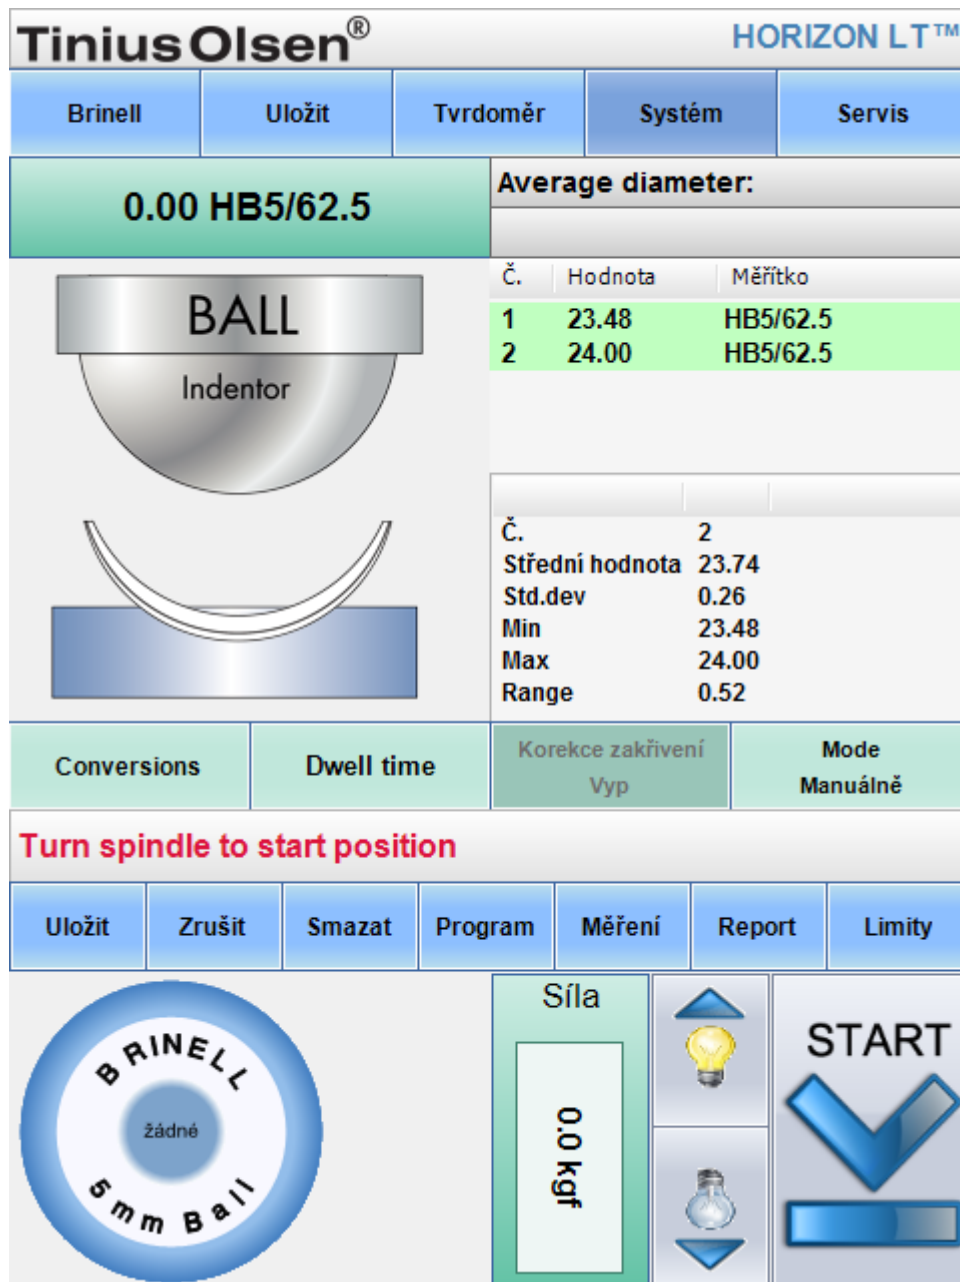 Tinius Olsen®
HORIZON LT™
Brinell
Uložit
Tvrdoměr
Systém
Servis
0.00 HB5/62.5
Average diameter:
BALL
Indentor
Č. Hodnota Měřítko
1 23.48 HB5/62.5
2 24.00 HB5/62.5
Č. 2
Střední hodnota 23.74
Std.dev 0.26
Min 23.48
Max 24.00
Range 0.52
Conversions
Dwell time
Korekce zakřivení
Vyp
Mode
Manuálně
Turn spindle to start position
Uložit
Zrušit
Smazat
Program
Měření
Report
Limity
BRINELL
žádné
5mm Ball
Síla
0.0 kgf
START